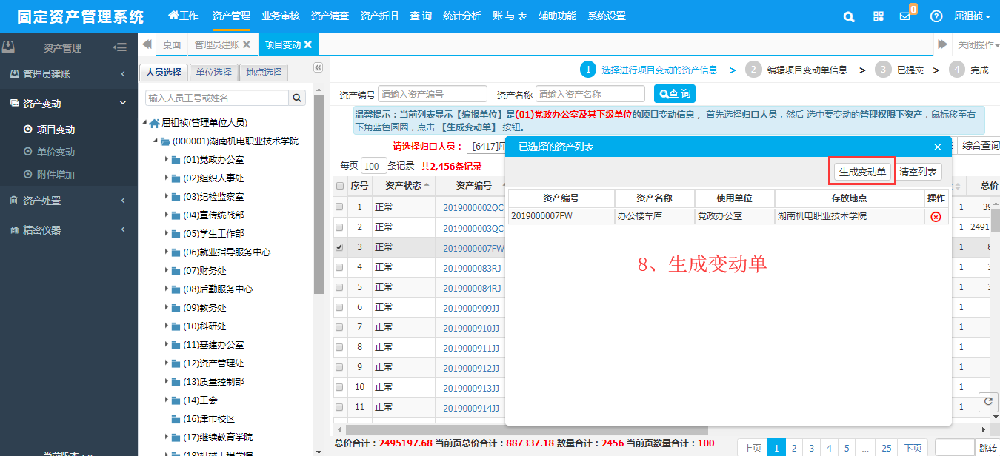 固定资产管理系统 工作 资产管理 业务审核 资产清查 资产折旧 查 询 统计分析 账 与 表 辅助功能 系统设置 0 屈祖祯
资产管理 桌面 管理员建账 项目变动 关闭操作
管理员建账
资产变动
项目变动
单价变动
附件增加
资产处置
精密仪器
人员选择 单位选择 地点选择
输入人员工号或姓名
屈祖祯(管理单位人员)
(000001)湖南机电职业技术学院
(01)党政办公室
(02)组织人事处
(03)纪检监察室
(04)宣传统战部
(05)学生工作部
(06)就业指导服务中心
(07)财务处
(08)后勤服务中心
(09)教务处
(10)科研处
(11)基建办公室
(12)资产管理处
(13)质量控制部
(14)工会
(16)津市校区
(17)继续教育学院
1 选择进行项目变动的资产信息 > 2 编辑项目变动单信息 > 3 已提交 > 4 完成
资产编号 请输入资产编号 资产名称 请输入资产名称 查 询
温馨提示：当前列表显示【编报单位】是(01)党政办公室及其下级单位的项目变动信息 ，首先选择归口人员，然后 选中要变动的管理权限下资产，鼠标移至右
下角蓝色圆圈，点击 【生成变动单】 按钮。
请选择归口人员： [6417]屈 综合查询
每页 100 条记录 共2,456条记录
序号 资产状态 资产编号 总价
1 正常 2019000002QC 1
2 正常 2019000003QC 1 2491
3 正常 2019000007FW 1
4 正常 2019000083RJ 1
5 正常 2019000084RJ 1
6 正常 2019000909JJ 1
7 正常 2019000910JJ 1
8 正常 2019000911JJ 1
9 正常 2019000912JJ 1
10 正常 2019000913JJ 1
11 正常 2019000914JJ 1
已选择的资产列表
生成变动单 清空列表
资产编号 资产名称 使用单位 存放地点 操作
2019000007FW 办公楼车库 党政办公室 湖南机电职业技术学院
8、生成变动单
总价合计：2495197.68 当前页总价合计：887337.18 数量合计：2456 当前页数量合计：100
上页 1 2 3 4 5 ... 25 下页 跳转